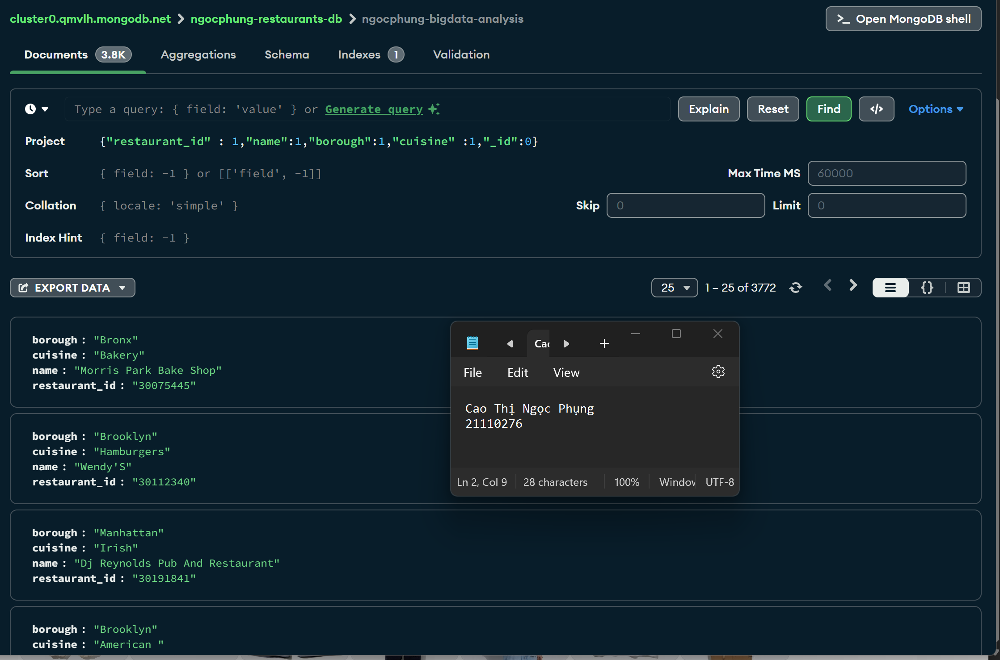 cluster0.qmvlh.mongodb.net > ngocphung-restaurants-db > ngocphung-bigdata-analysis
>_ Open MongoDB shell
Documents 3.8K Aggregations Schema Indexes 1 Validation
Type a query: { field: 'value' } or Generate query
Explain Reset Find </> Options
Project {"restaurant_id" : 1,"name":1,"borough":1,"cuisine" :1,"_id":0}
Sort { field: -1 } or [['field', -1]] Max Time MS 60000
Collation { locale: 'simple' } Skip 0 Limit 0
Index Hint { field: -1 }
EXPORT DATA 25 1 – 25 of 3772 {}
borough : "Bronx"
cuisine : "Bakery"
name : "Morris Park Bake Shop"
restaurant_id : "30075445"
borough : "Brooklyn"
cuisine : "Hamburgers"
name : "Wendy'S"
restaurant_id : "30112340"
borough : "Manhattan"
cuisine : "Irish"
name : "Dj Reynolds Pub And Restaurant"
restaurant_id : "30191841"
borough : "Brooklyn"
cuisine : "American "
Cao
File Edit View
Cao Thị Ngọc Phụng
21110276
Ln 2, Col 9 28 characters 100% Window UTF-8